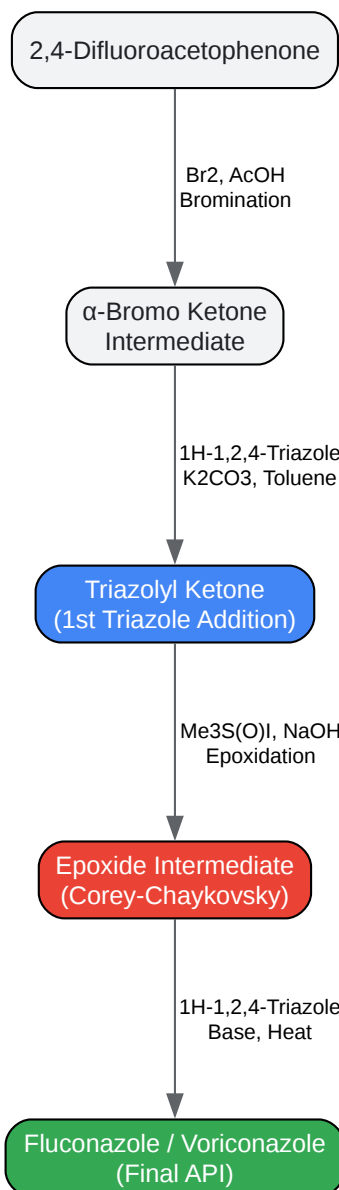 2,4-Difluoroacetophenone
Br2, AcOH
Bromination
α-Bromo Ketone
Intermediate
1H-1,2,4-Triazole
K2CO3, Toluene
Triazolyl Ketone
(1st Triazole Addition)
Me3S(O)I, NaOH
Epoxidation
Epoxide Intermediate
(Corey-Chaykovsky)
1H-1,2,4-Triazole
Base, Heat
Fluconazole / Voriconazole
(Final API)